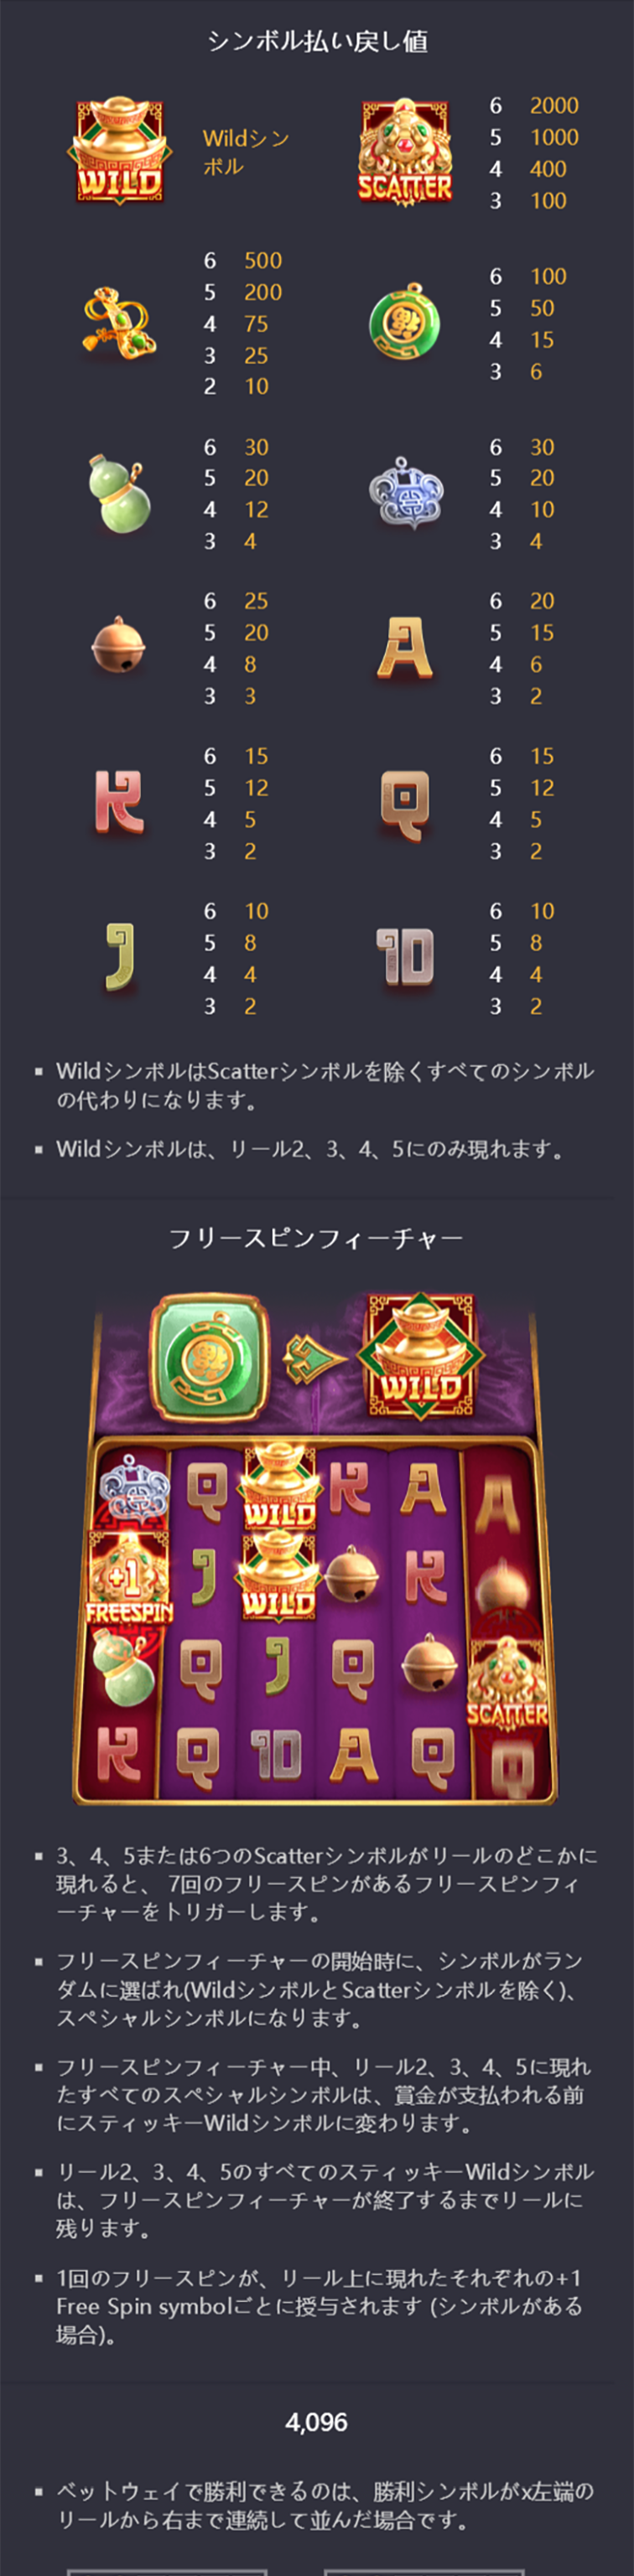 シンボル払い戻し値
WILD
Wildシン
ボル
SCATTER
6 2000
5 1000
4 400
3 100
6 500
5 200
4 75
3 25
2 10
6 100
5 50
4 15
3 6
6 30
5 20
4 12
3 4
6 30
5 20
4 10
3 4
6 25
5 20
4 8
3 3
A
6 20
5 15
4 6
3 2
K
6 15
5 12
4 5
3 2
Q
6 15
5 12
4 5
3 2
J
6 10
5 8
4 4
3 2
10
6 10
5 8
4 4
3 2
▪ WildシンボルはScatterシンボルを除くすべてのシンボル
の代わりになります。
▪ Wildシンボルは、リール2、3、4、5にのみ現れます。
フリースピンフィーチャー
WILD
Q WILD K A A
+1 FREESPIN J WILD K
Q J Q SCATTER
K Q 10 A Q Q
▪ 3、4、5または6つのScatterシンボルがリールのどこかに
現れると、 7回のフリースピンがあるフリースピンフィ
ーチャーをトリガーします。
▪ フリースピンフィーチャーの開始時に、シンボルがラン
ダムに選ばれ(WildシンボルとScatterシンボルを除く)、
スペシャルシンボルになります。
▪ フリースピンフィーチャー中、リール2、3、4、5に現れ
たすべてのスペシャルシンボルは、賞金が支払われる前
にスティッキーWildシンボルに変わります。
▪ リール2、3、4、5のすべてのスティッキーWildシンボル
は、フリースピンフィーチャーが終了するまでリールに
残ります。
▪ 1回のフリースピンが、リール上に現れたそれぞれの+1
Free Spin symbolごとに授与されます (シンボルがある
場合)。
4,096
▪ ベットウェイで勝利できるのは、勝利シンボルがx左端の
リールから右まで連続して並んだ場合です。